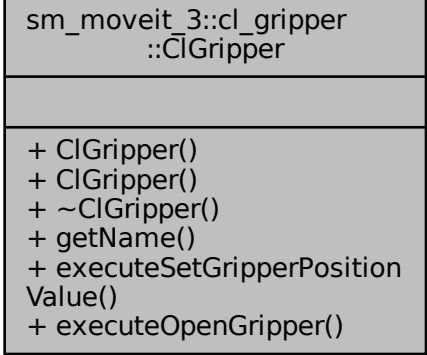 sm_moveit_3::cl_gripper
::ClGripper
+ ClGripper()
+ ClGripper()
+ ~ClGripper()
+ getName()
+ executeSetGripperPosition
Value()
+ executeOpenGripper()